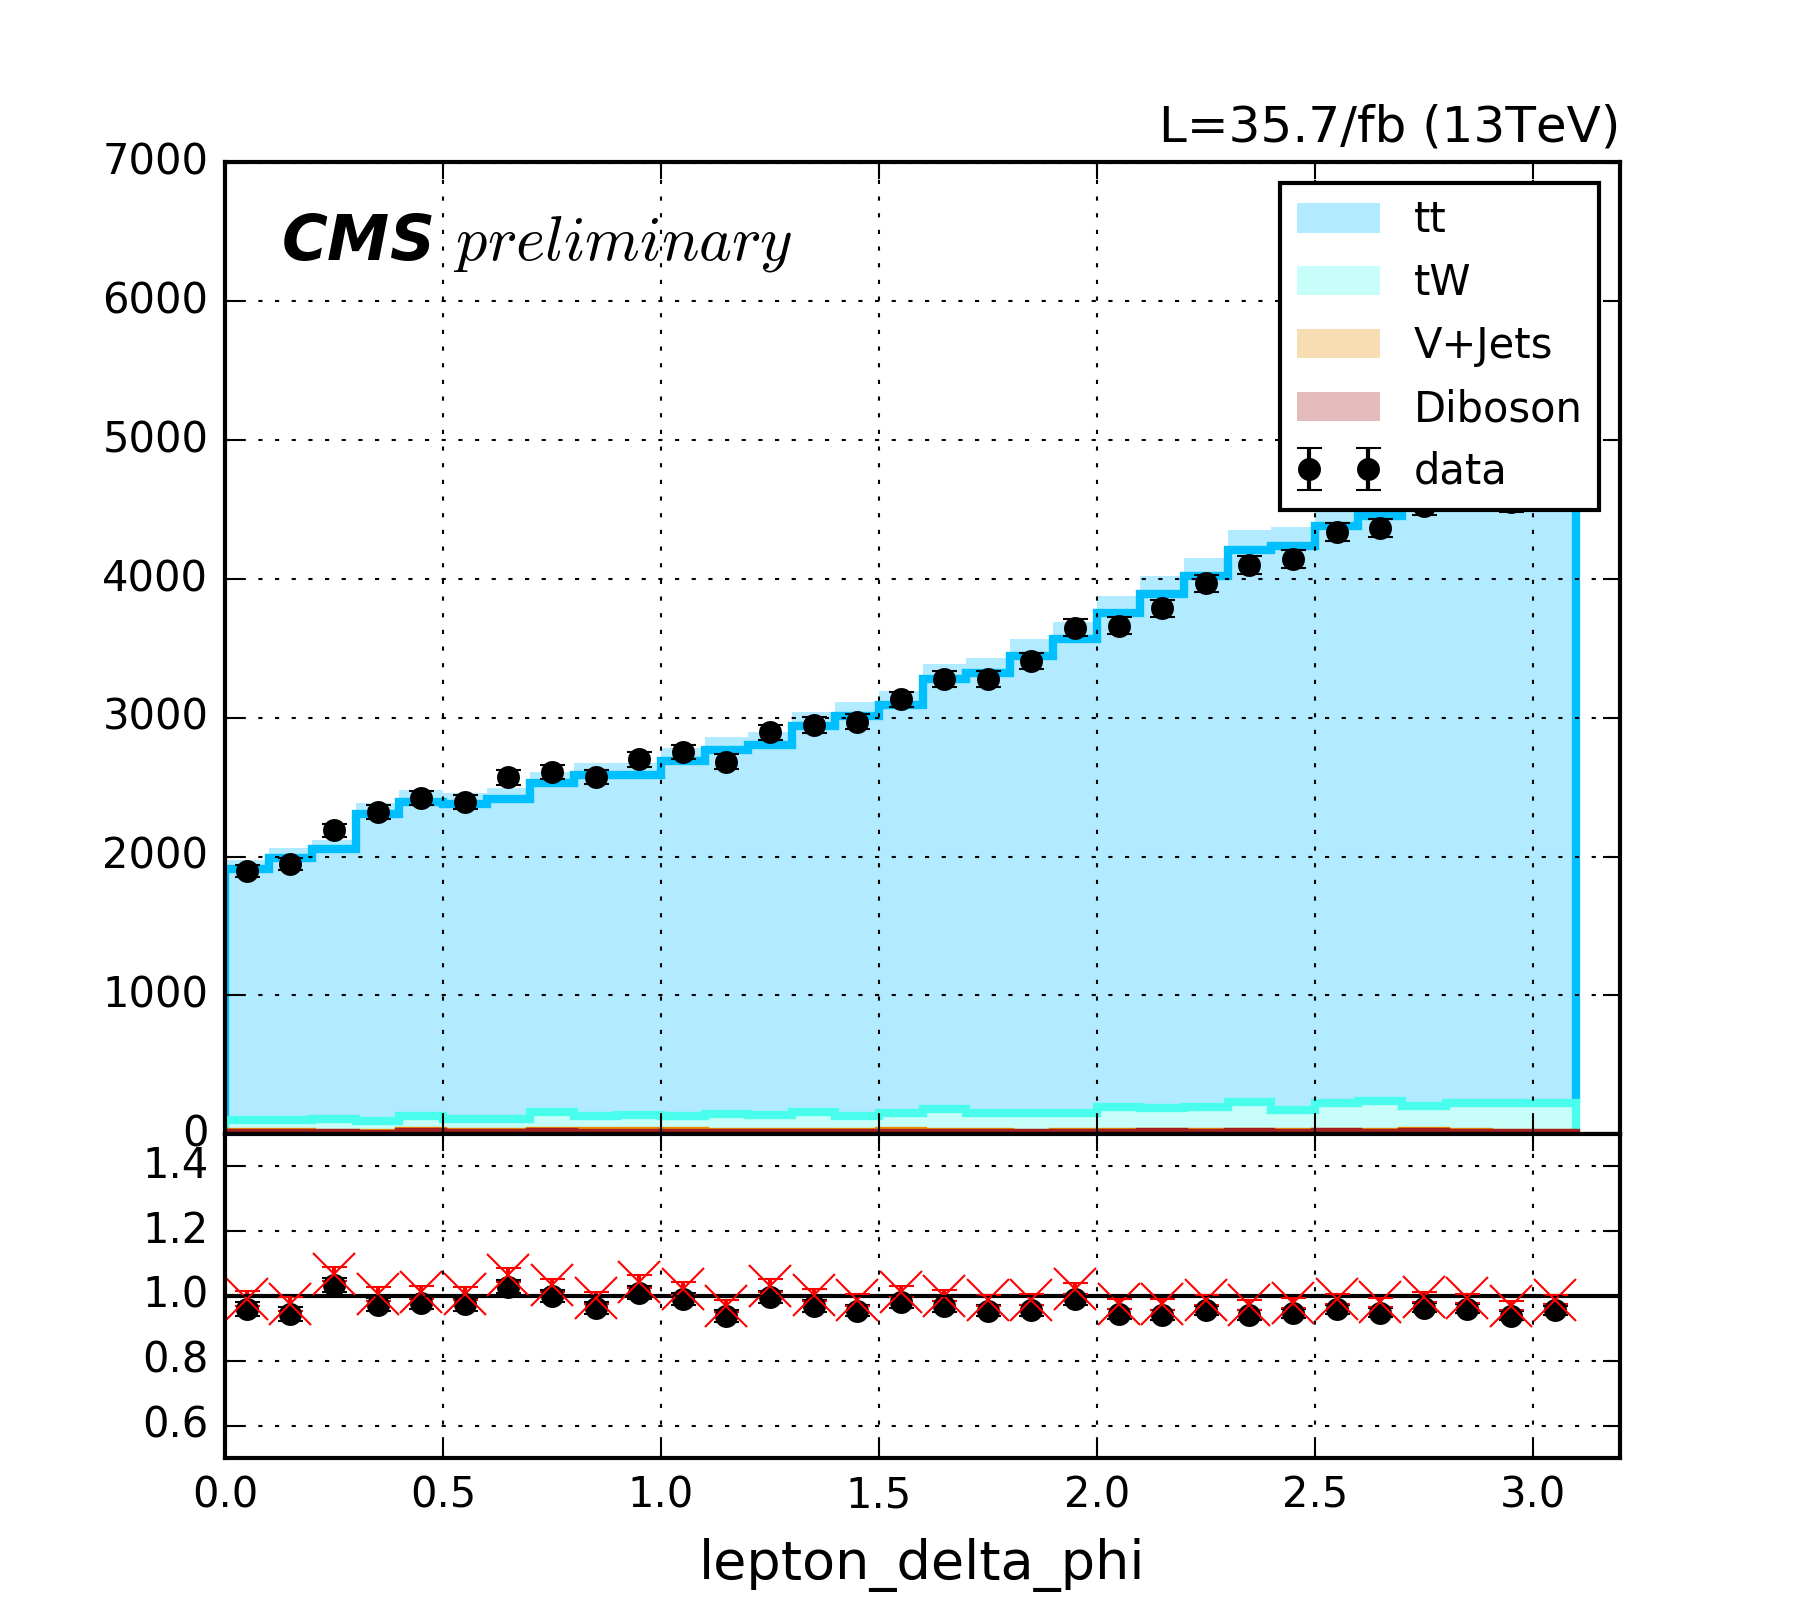 L=35.7/fb (13TeV)
CMS preliminary
7000
6000
5000
4000
3000
2000
1000
0
tt
tW
V+Jets
Diboson
data
1.4
1.2
1.0
0.8
0.6
0.0 0.5 1.0 1.5 2.0 2.5 3.0
lepton_delta_phi